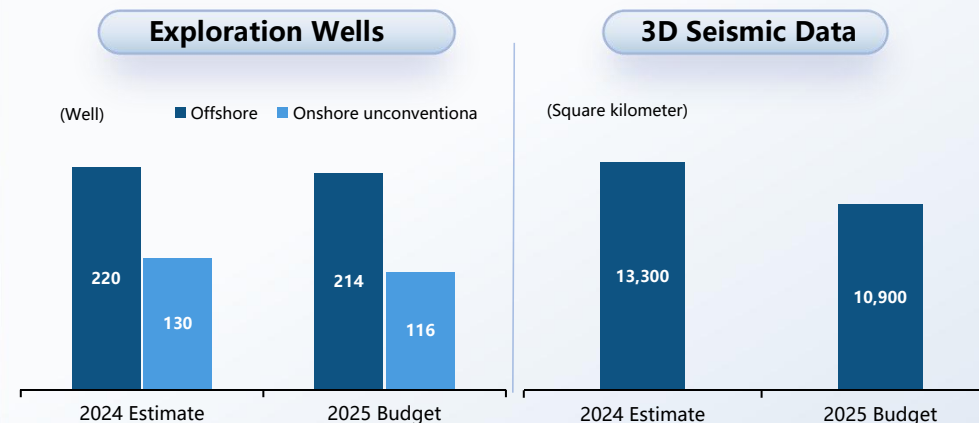 Exploration Wells
(Well)
Offshore
Onshore unconventiona
220
130
214
116
2024 Estimate
2025 Budget
3D Seismic Data
(Square kilometer)
13,300
10,900
2024 Estimate
2025 Budget